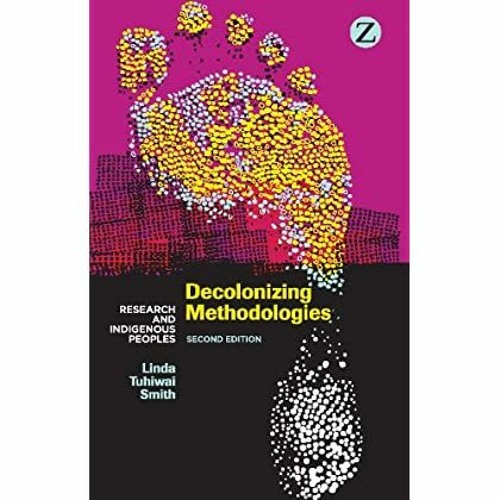 Z
Decolonizing
Methodologies
SECOND EDITION
RESEARCH
AND
INDIGENOUS
PEOPLES
Linda
Tuhiwai
Smith